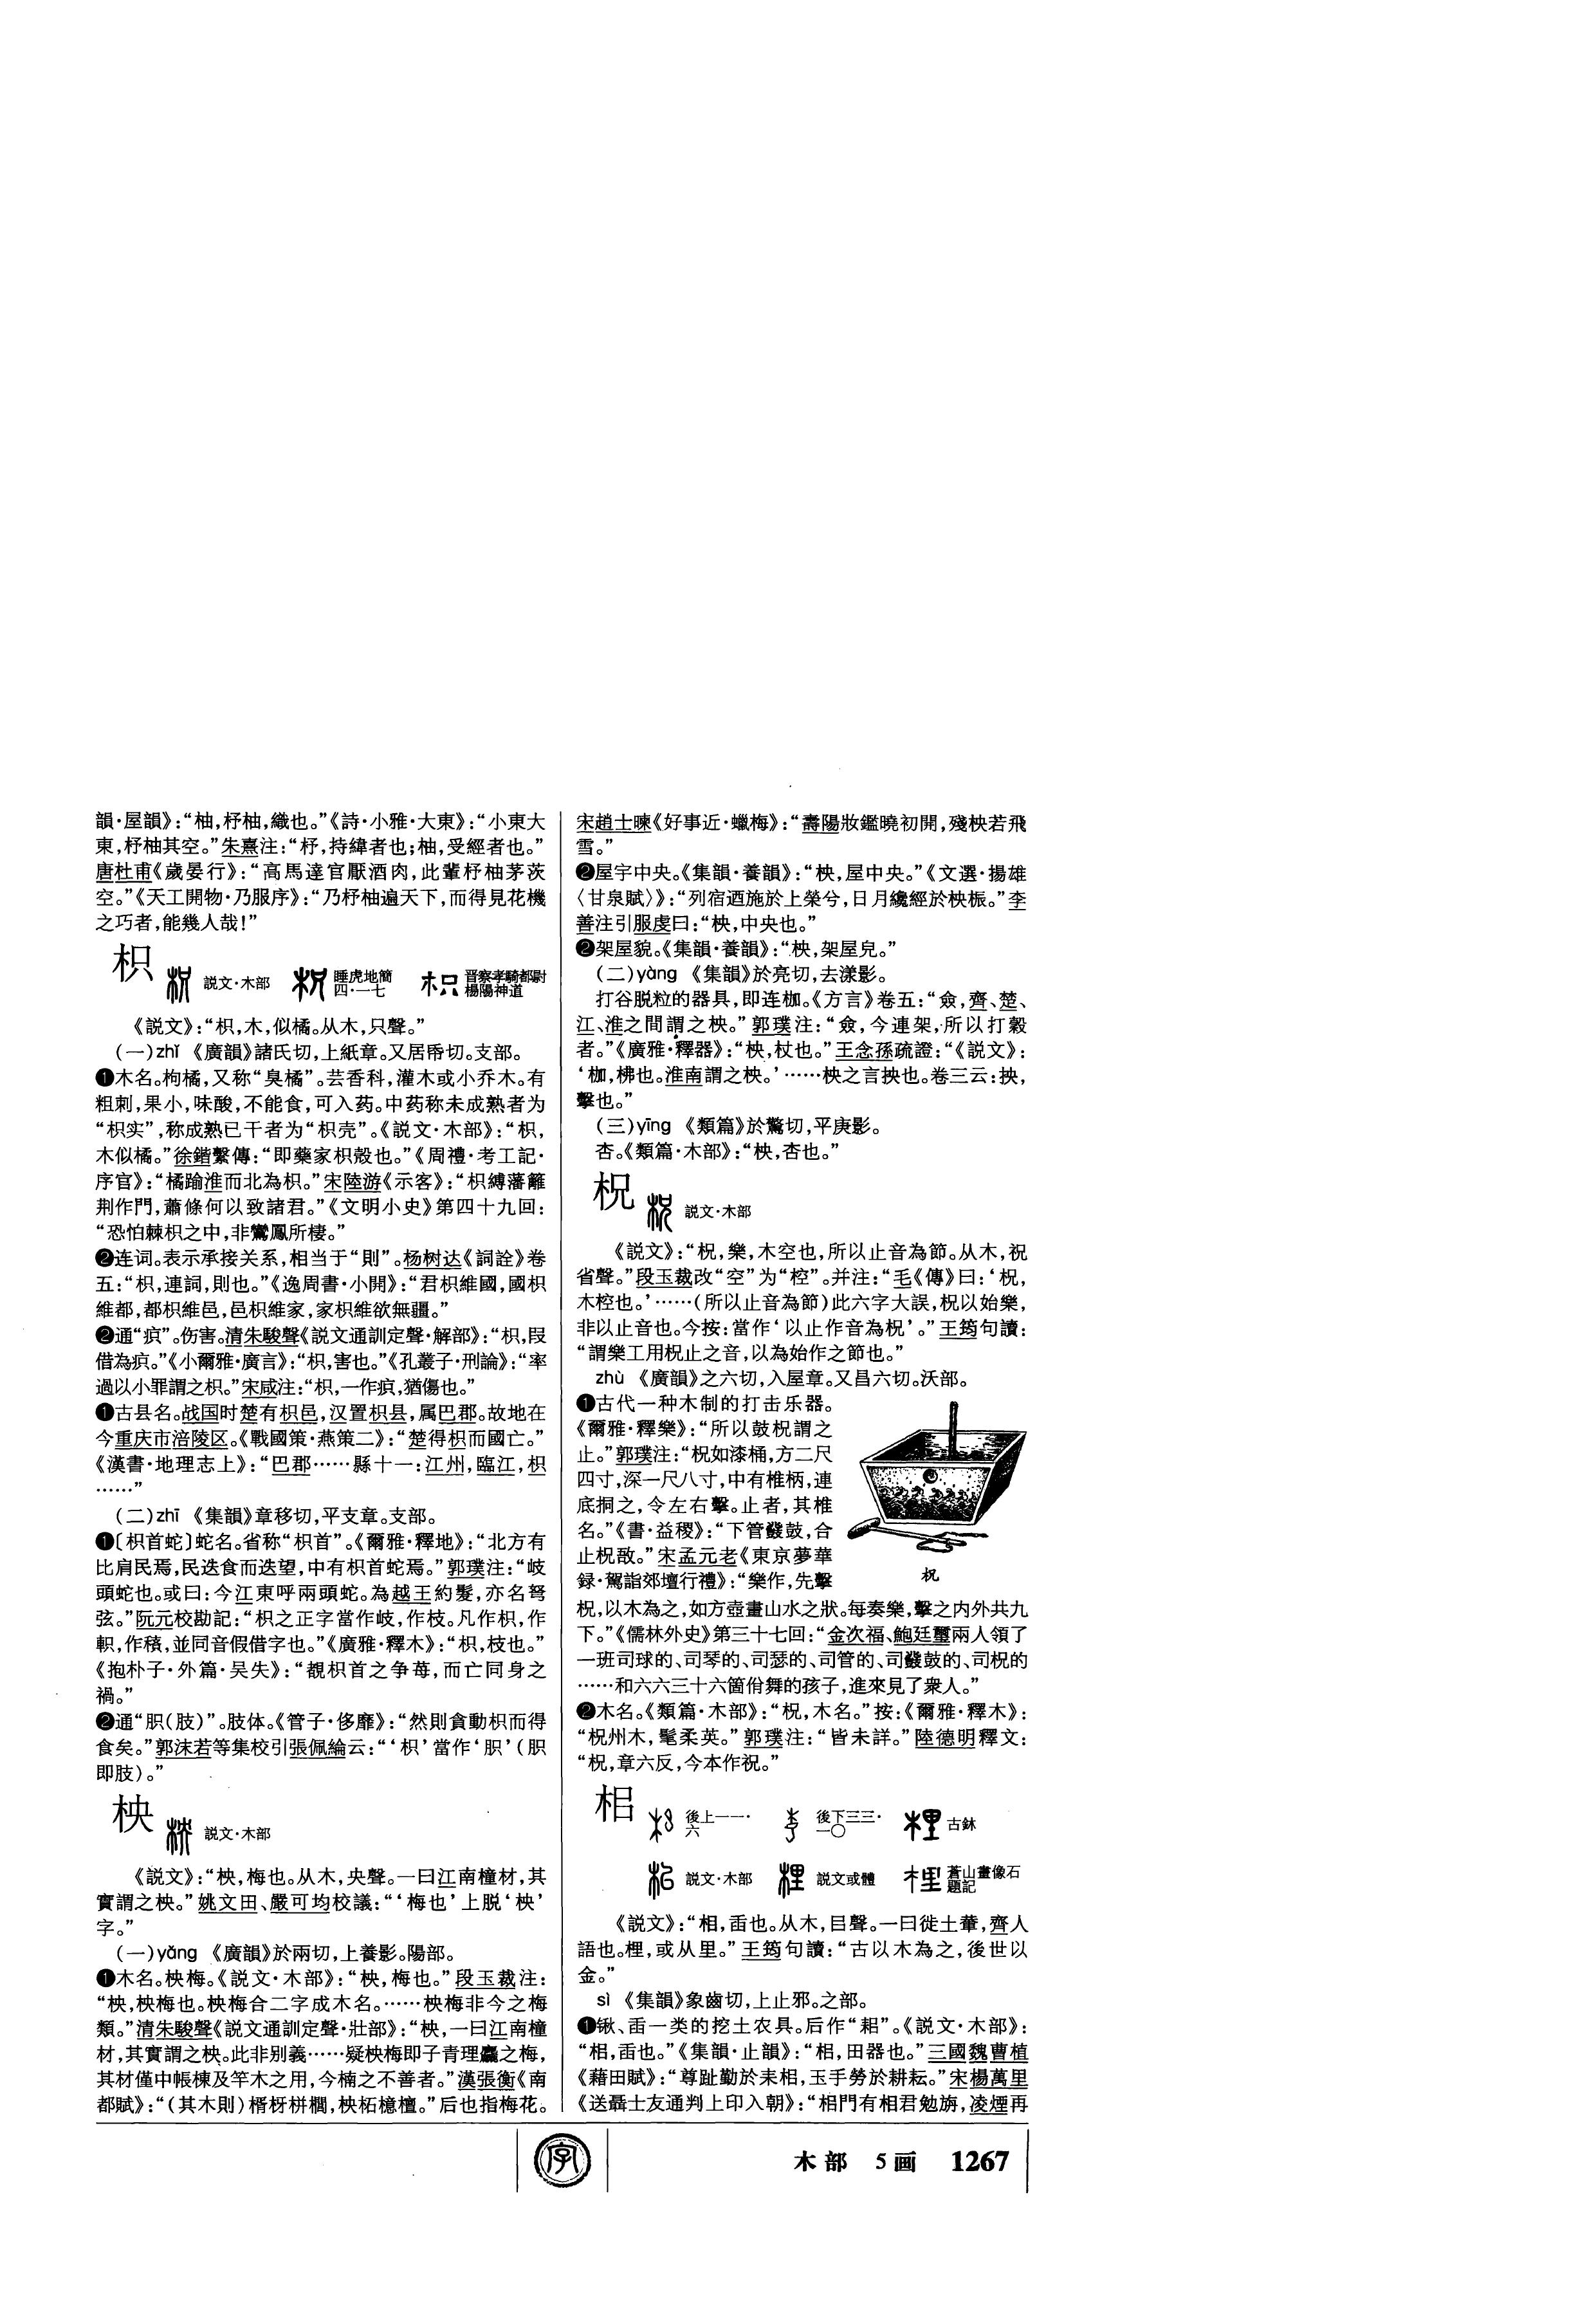 韻·屋韻》：“柚，杼柚，織也。”《詩·小雅·大東》：“小東大
東，杼柚其空。”朱熹注：“杼，持緯者也；柚，受經者也。”
唐杜甫《歲晏行》：“高馬達官厭酒肉，此輩杼柚茅茨
空。”《天工開物·乃服序》：“乃杼柚遍天下，而得見花機
之巧者，能幾人哉！”
枳
説文·木部
睡虎地簡
四·一七
晋察孝騎都尉
楊陽神道
《説文》：“枳，木，似橘。从木，只聲。”
（一）zhǐ 《廣韻》諸氏切，上紙章。又居帋切。支部。
❶木名。枸橘，又称“臭橘”。芸香科，灌木或小乔木。有
粗刺，果小，味酸，不能食，可入药。中药称未成熟者为
“枳实”，称成熟已干者为“枳壳”。《説文·木部》：“枳，
木似橘。”徐鍇繫傳：“即藥家枳殻也。”《周禮·考工記·
序官》：“橘踰淮而北為枳。”宋陸游《示客》：“枳縛藩籬
荆作門，蕭條何以致諸君。”《文明小史》第四十九回：
“恐怕棘枳之中，非鸞鳳所棲。”
❷连词。表示承接关系，相当于“則”。杨树达《詞詮》卷
五：“枳，連詞，則也。”《逸周書·小開》：“君枳維國，國枳
維都，都枳維邑，邑枳維家，家枳維欲無疆。”
❷通“疻”。伤害。清朱駿聲《説文通訓定聲·解部》：“枳，叚
借為疻。”《小爾雅·廣言》：“枳，害也。”《孔叢子·刑論》：“率
過以小罪謂之枳。”宋咸注：“枳，一作疻，猶傷也。”
❶古县名。战国时楚有枳邑，汉置枳县，属巴郡。故地在
今重庆市涪陵区。《戰國策·燕策二》：“楚得枳而國亡。”
《漢書·地理志上》：“巴郡……縣十一：江州，臨江，枳
……”
（二）zhī 《集韻》章移切，平支章。支部。
❶〔枳首蛇〕蛇名。省称“枳首”。《爾雅·釋地》：“北方有
比肩民焉，民迭食而迭望，中有枳首蛇焉。”郭璞注：“岐
頭蛇也。或曰：今江東呼兩頭蛇。為越王約髮，亦名弩
弦。”阮元校勘記：“枳之正字當作岐，作枝。凡作枳，作
軹，作𥠻，並同音假借字也。”《廣雅·釋木》：“枳，枝也。”
《抱朴子·外篇·吴失》：“覩枳首之争莓，而亡同身之
禍。”
❷通“胑（肢）”。肢体。《管子·侈靡》：“然則貪動枳而得
食矣。”郭沫若等集校引張佩綸云：“‘枳’當作‘胑’（胑
即肢）。”
柍
説文·木部
《説文》：“柍，梅也。从木，央聲。一曰江南橦材，其
實謂之柍。”姚文田、嚴可均校議：“‘梅也’上脱‘柍’
字。”
（一）yǎng 《廣韻》於兩切，上養影。陽部。
❶木名。柍梅。《説文·木部》：“柍，梅也。”段玉裁注：
“柍，柍梅也。柍梅合二字成木名。……柍梅非今之梅
類。”清朱駿聲《説文通訓定聲·壯部》：“柍，一曰江南橦
材，其實謂之柍。此非别義……疑柍梅即子青理麤之梅，
其材僅中帳棟及竿木之用，今楠之不善者。”漢張衡《南
都賦》：“（其木則）楈枒栟櫚，柍柘檍檀。”后也指梅花。
宋趙士暕《好事近·蠟梅》：“壽陽妝鑑曉初開，殘柍若飛
雪。”
❷屋宇中央。《集韻·養韻》：“柍，屋中央。”《文選·揚雄
〈甘泉賦〉》：“列宿迺施於上榮兮，日月纔經於柍桭。”李
善注引服虔曰：“柍，中央也。”
❷架屋貌。《集韻·養韻》：“柍，架屋皃。”
（二）yàng 《集韻》於亮切，去漾影。
打谷脱粒的器具，即连枷。《方言》卷五：“僉，齊、楚、
江、淮之間謂之柍。”郭璞注：“僉，今連架，所以打穀
者。”《廣雅·釋器》：“柍，杖也。”王念孫疏證：“《説文》：
‘枷，柫也。淮南謂之柍。’……柍之言抰也。卷三云：抰，
擊也。”
（三）yīng 《類篇》於驚切，平庚影。
杏。《類篇·木部》：“柍，杏也。”
柷
説文·木部
《説文》：“柷，樂，木空也，所以止音為節。从木，祝
省聲。”段玉裁改“空”为“椌”。并注：“毛《傳》曰：‘柷，
木椌也。’……（所以止音為節）此六字大誤，柷以始樂，
非以止音也。今按：當作‘以止作音為柷’。”王筠句讀：
“謂樂工用柷止之音，以為始作之節也。”
zhù 《廣韻》之六切，入屋章。又昌六切。沃部。
❶古代一种木制的打击乐器。
《爾雅·釋樂》：“所以鼓柷謂之
止。”郭璞注：“柷如漆桶，方二尺
四寸，深一尺八寸，中有椎柄，連
底挏之，令左右擊。止者，其椎
名。”《書·益稷》：“下管鼗鼓，合
止柷敔。”宋孟元老《東京夢華
録·駕詣郊壇行禮》：“樂作，先擊
柷
柷，以木為之，如方壺畫山水之狀。每奏樂，擊之内外共九
下。”《儒林外史》第三十七回：“金次福、鮑廷璽兩人領了
一班司球的、司琴的、司瑟的、司管的、司鼗鼓的、司柷的
……和六六三十六箇佾舞的孩子，進來見了衆人。”
❷木名。《類篇·木部》：“柷，木名。”按：《爾雅·釋木》：
“柷州木，髦柔英。”郭璞注：“皆未詳。”陸德明釋文：
“柷，章六反，今本作祝。”
梠
後上一一·
六
後下三三·
一〇
古鉥
説文·木部
説文或體
蒼山畫像石
題記
《説文》：“枱，臿也。从木，㠯聲。一曰徙土輂，齊人
語也。梩，或从里。”王筠句讀：“古以木為之，後世以
金。”
sì 《集韻》象齒切，上止邪。之部。
❶锹、臿一类的挖土农具。后作“耜”。《説文·木部》：
“枱，臿也。”《集韻·止韻》：“枱，田器也。”三國魏曹植
《藉田賦》：“尊趾勤於耒枱，玉手勞於耕耘。”宋楊萬里
《送聶士友通判上印入朝》：“相門有相君勉旃，凌煙再
木部 5画 1267